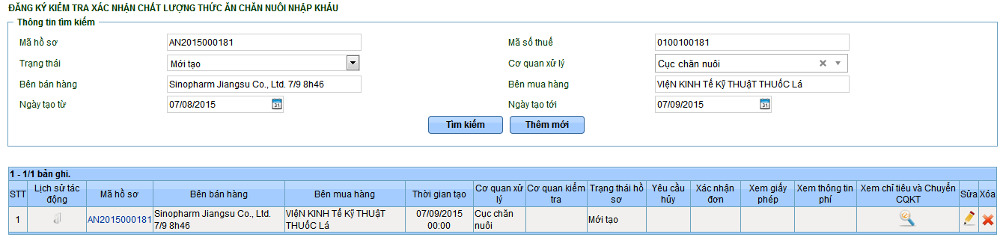 ĐĂNG KÝ KIỂM TRA XÁC NHẬN CHẤT LƯỢNG THỨC ĂN CHĂN NUÔI NHẬP KHẨU
Thông tin tìm kiếm
Mã hồ sơ AN2015000181 Mã số thuế 0100100181
Trạng thái Mới tạo Cơ quan xử lý Cục chăn nuôi
Bên bán hàng Sinopharm Jiangsu Co., Ltd. 7/9 8h46 Bên mua hàng VIệN KINH Tế Kỹ THUậT THUốC Lá
Ngày tạo từ 07/08/2015 31 Ngày tạo tới 07/09/2015 31
Tìm kiếm Thêm mới
1 - 1/1 bản ghi.
STT Lịch sử tác động Mã hồ sơ Bên bán hàng Bên mua hàng Thời gian tạo Cơ quan xử lý Cơ quan kiểm tra Trạng thái hồ sơ Yêu cầu hủy Xác nhận đơn Xem giấy phép Xem thông tin phí Xem chỉ tiêu và Chuyển CQKT Sửa Xóa
1 AN2015000181 Sinopharm Jiangsu Co., Ltd. 7/9 8h46 VIệN KINH Tế Kỹ THUậT THUốC Lá 07/09/2015 00:00 Cục chăn nuôi Mới tạo